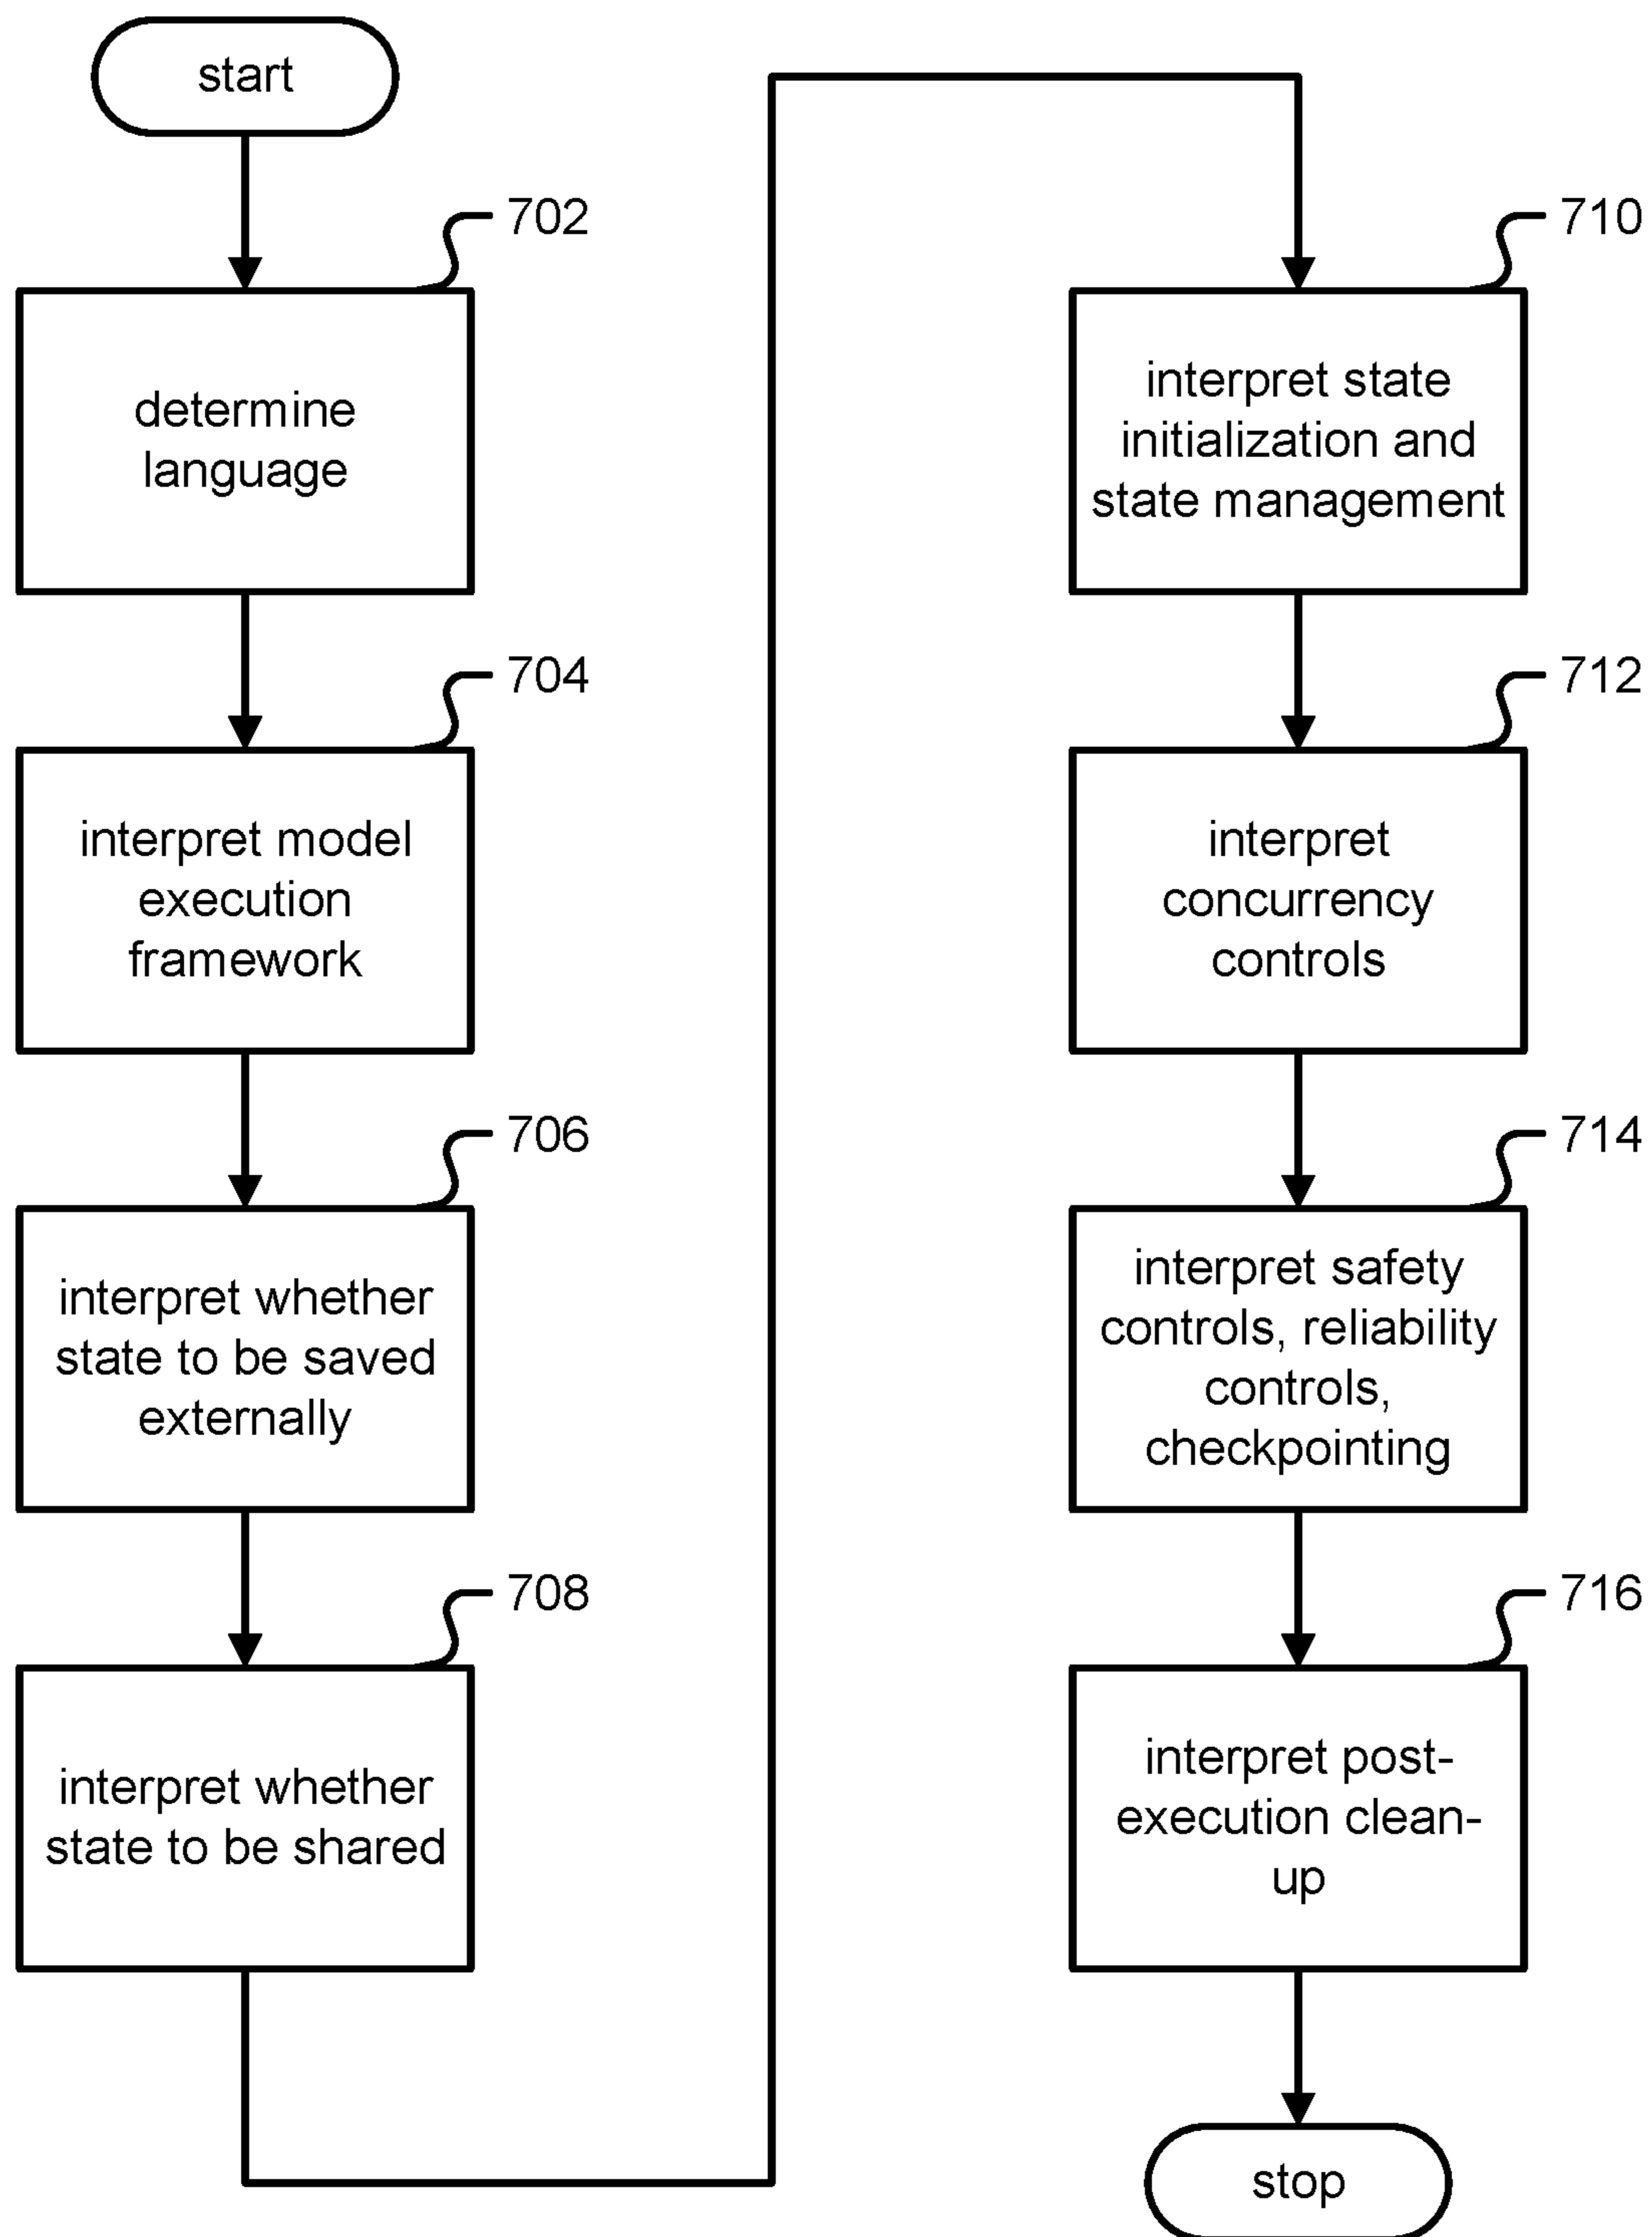 start
702
determine
language
704
interpret model
execution
framework
706
interpret whether
state to be saved
externally
708
interpret whether
state to be shared
710
interpret state
initialization and
state management
712
interpret
concurrency
controls
714
interpret safety
controls, reliability
controls,
checkpointing
716
interpret post-
execution clean-
up
stop